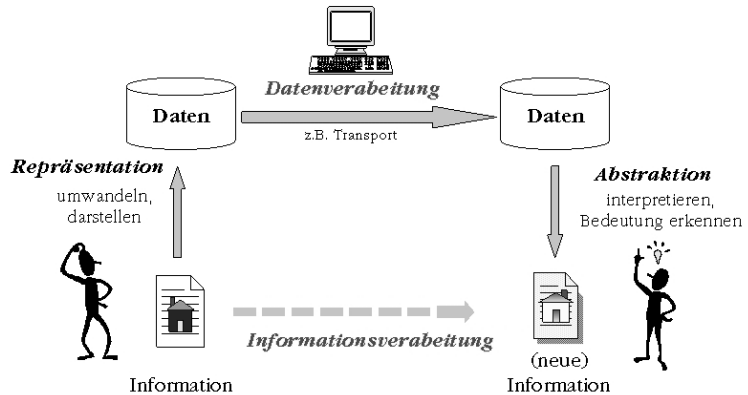 Datenverabeitung
Daten
Daten
z.B. Transport
Repräsentation
umwandeln,
darstellen
Abstraktion
interpretieren,
Bedeutung erkennen
Informationsverabeitung
(neue)
Information
Information